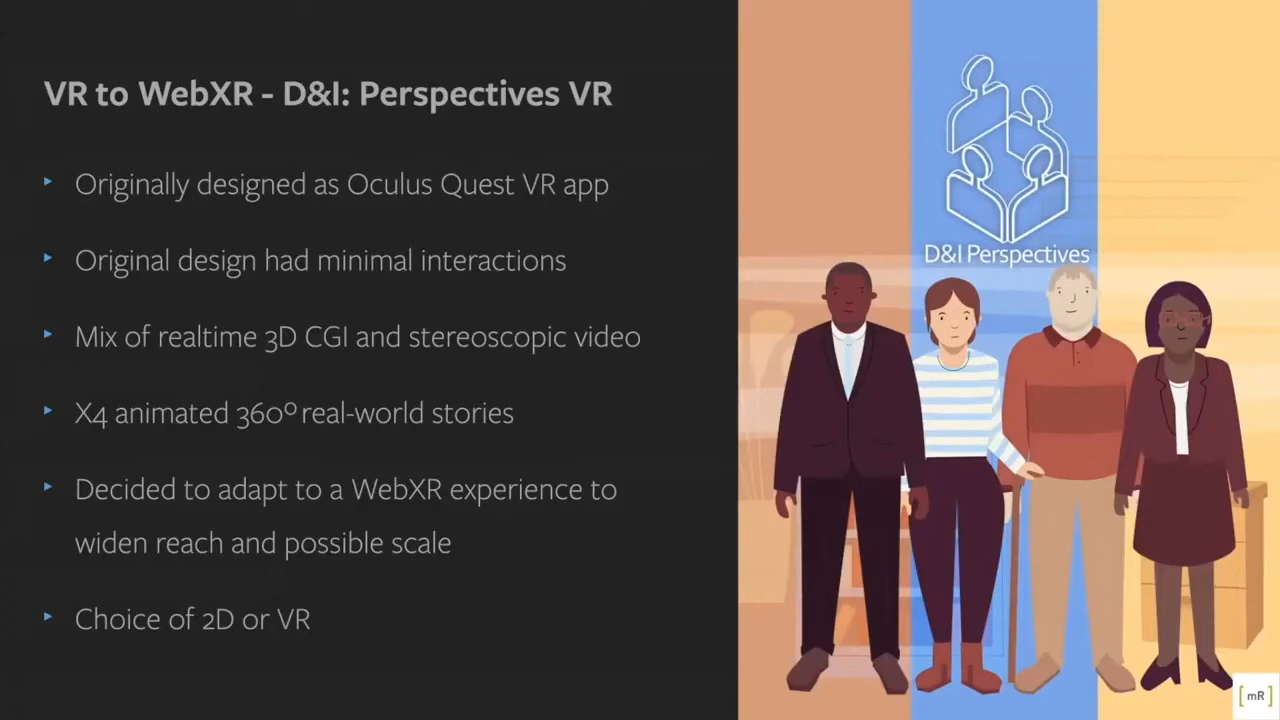 VR to WebXR - D&I: Perspectives VR
Originally designed as Oculus Quest VR app
Original design had minimal interactions
Mix of realtime 3D CGI and stereoscopic video
X4 animated 360º real-world stories
Decided to adapt to a WebXR experience to
widen reach and possible scale
Choice of 2D or VR
D&I Perspectives
[mR]